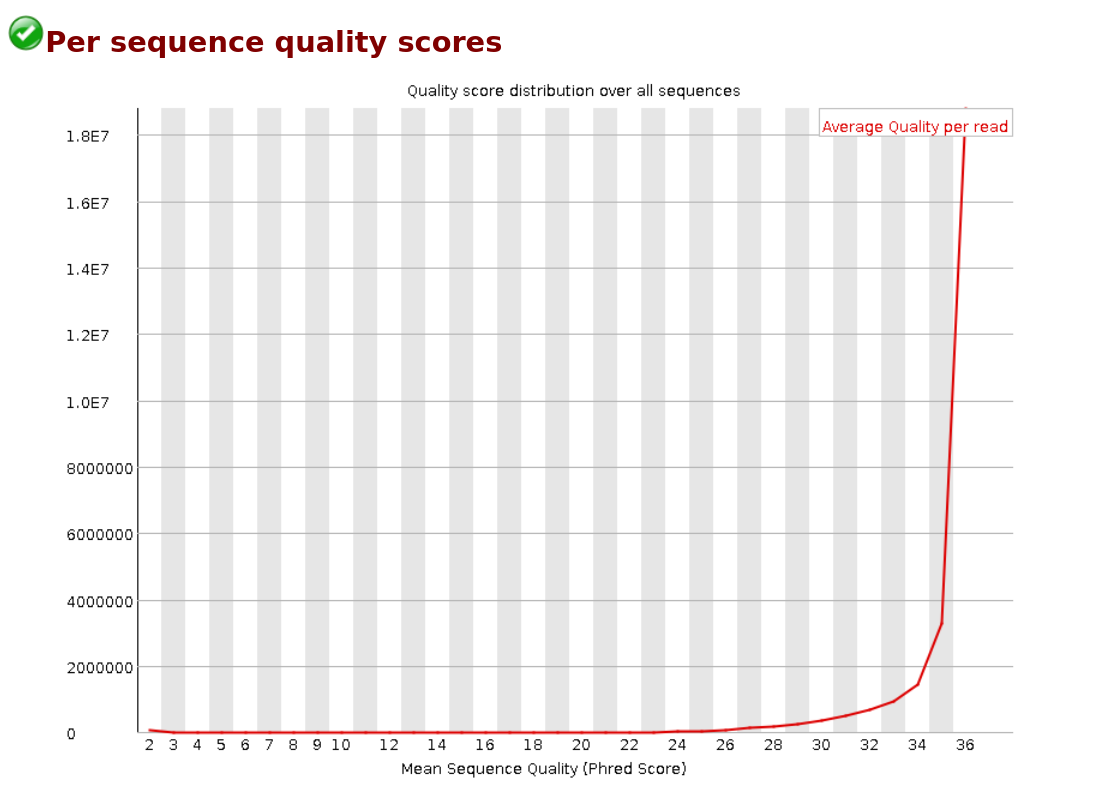 Per sequence quality scores
Quality score distribution over all sequences
Average Quality per read
1.8E7
1.6E7
1.4E7
1.2E7
1.0E7
8000000
6000000
4000000
2000000
0
2 3 4 5 6 7 8 9 10 12 14 16 18 20 22 24 26 28 30 32 34 36
Mean Sequence Quality (Phred Score)